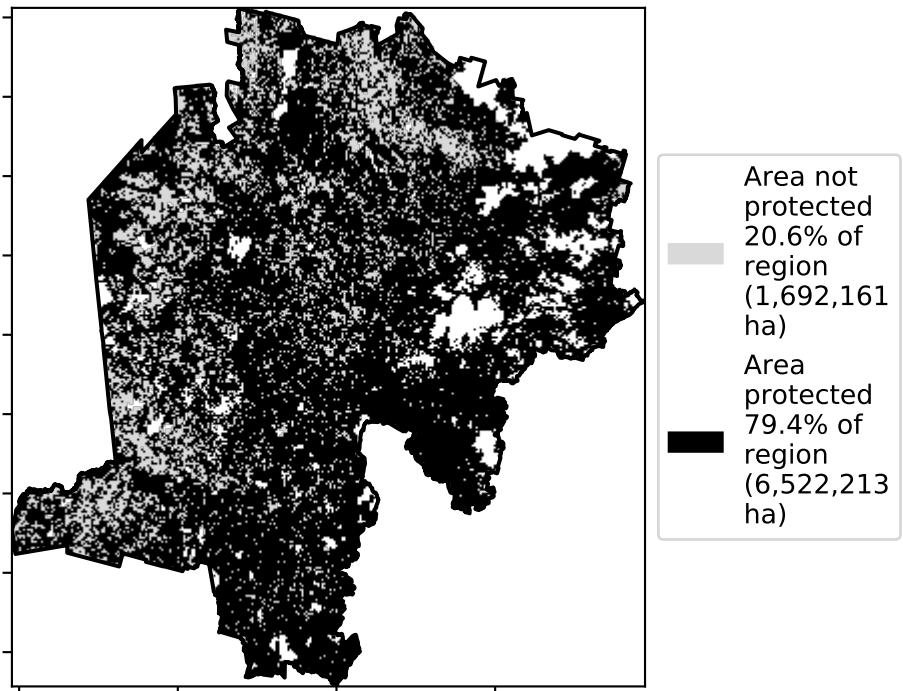 Area not
protected
20.6% of
region
(1,692,161
ha)
Area
protected
79.4% of
region
(6,522,213
ha)